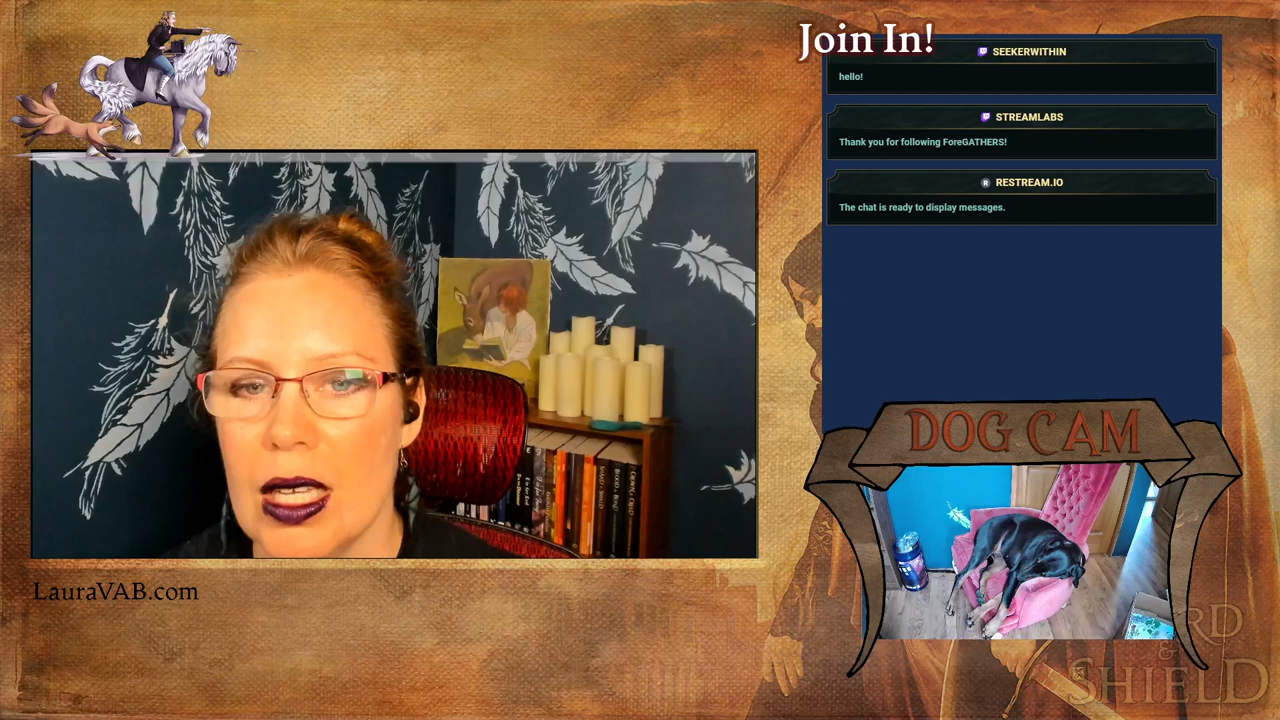 Join In!
SEEKERWITHIN
hello!
STREAMLABS
Thank you for following ForeGATHERS!
RESTREAM.IO
The chat is ready to display messages.
DOG CAM
LauraVAB.com
SHIELD